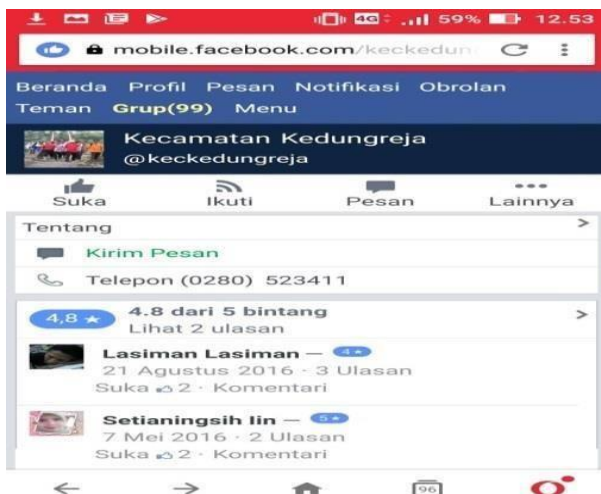 4G 59% 12.53
mobile.facebook.com/keckedun
Beranda Profil Pesan Notifikasi Obrolan
Teman Grup(99) Menu
Kecamatan Kedungreja
@keckedungreja
Suka Ikuti Pesan Lainnya
Tentang
Kirim Pesan
Telepon (0280) 523411
4,8 4.8 dari 5 bintang
Lihat 2 ulasan
Lasiman Lasiman — 4
21 Agustus 2016 · 3 Ulasan
Suka 2 · Komentari
Setianingsih Iin — 5
7 Mei 2016 · 2 Ulasan
Suka 2 · Komentari
96